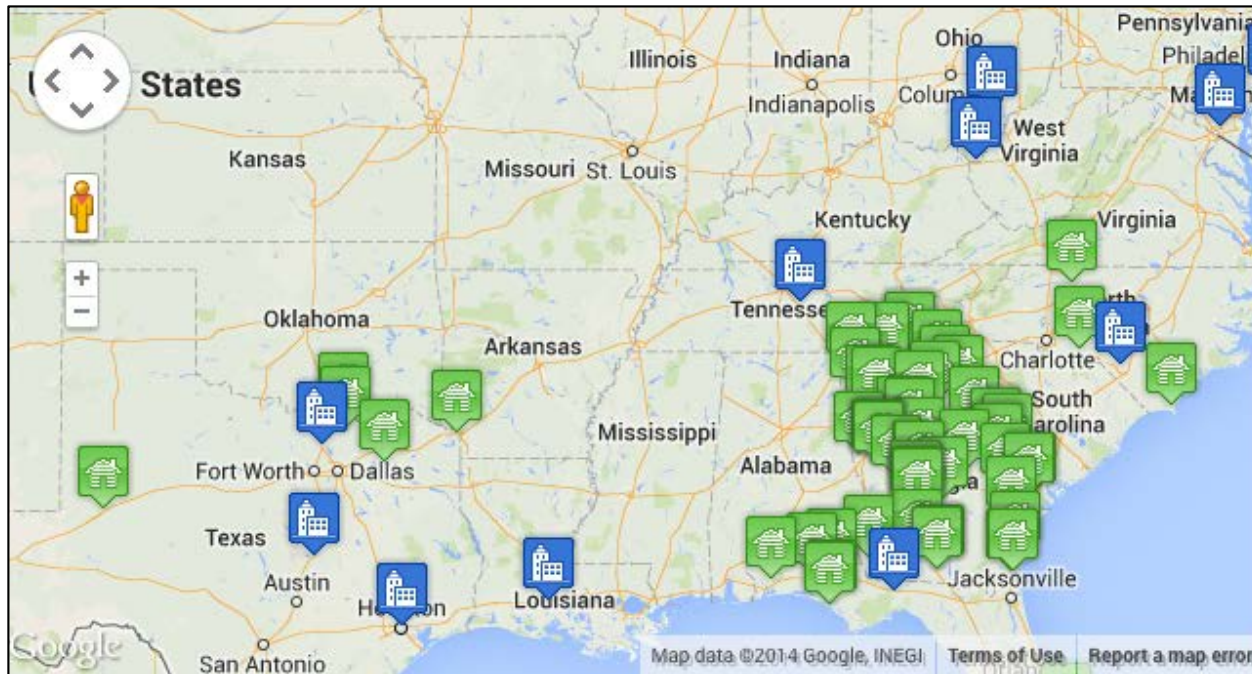 Pennsylvania
Ohio
Illinois
Indiana
Philadel
States
Colum
Indianapolis
West
Virginia
Kansas
Missouri
St. Louis
Kentucky
Virginia
Tennesse
Oklahoma
Arkansas
Charlotte
South
Mississippi
Alabama
Fort Worth
Dallas
Texas
Austin
Jacksonville
Louisiana
San Antonio
Google
Map data ©2014 Google, INEGI
Terms of Use
Report a map error